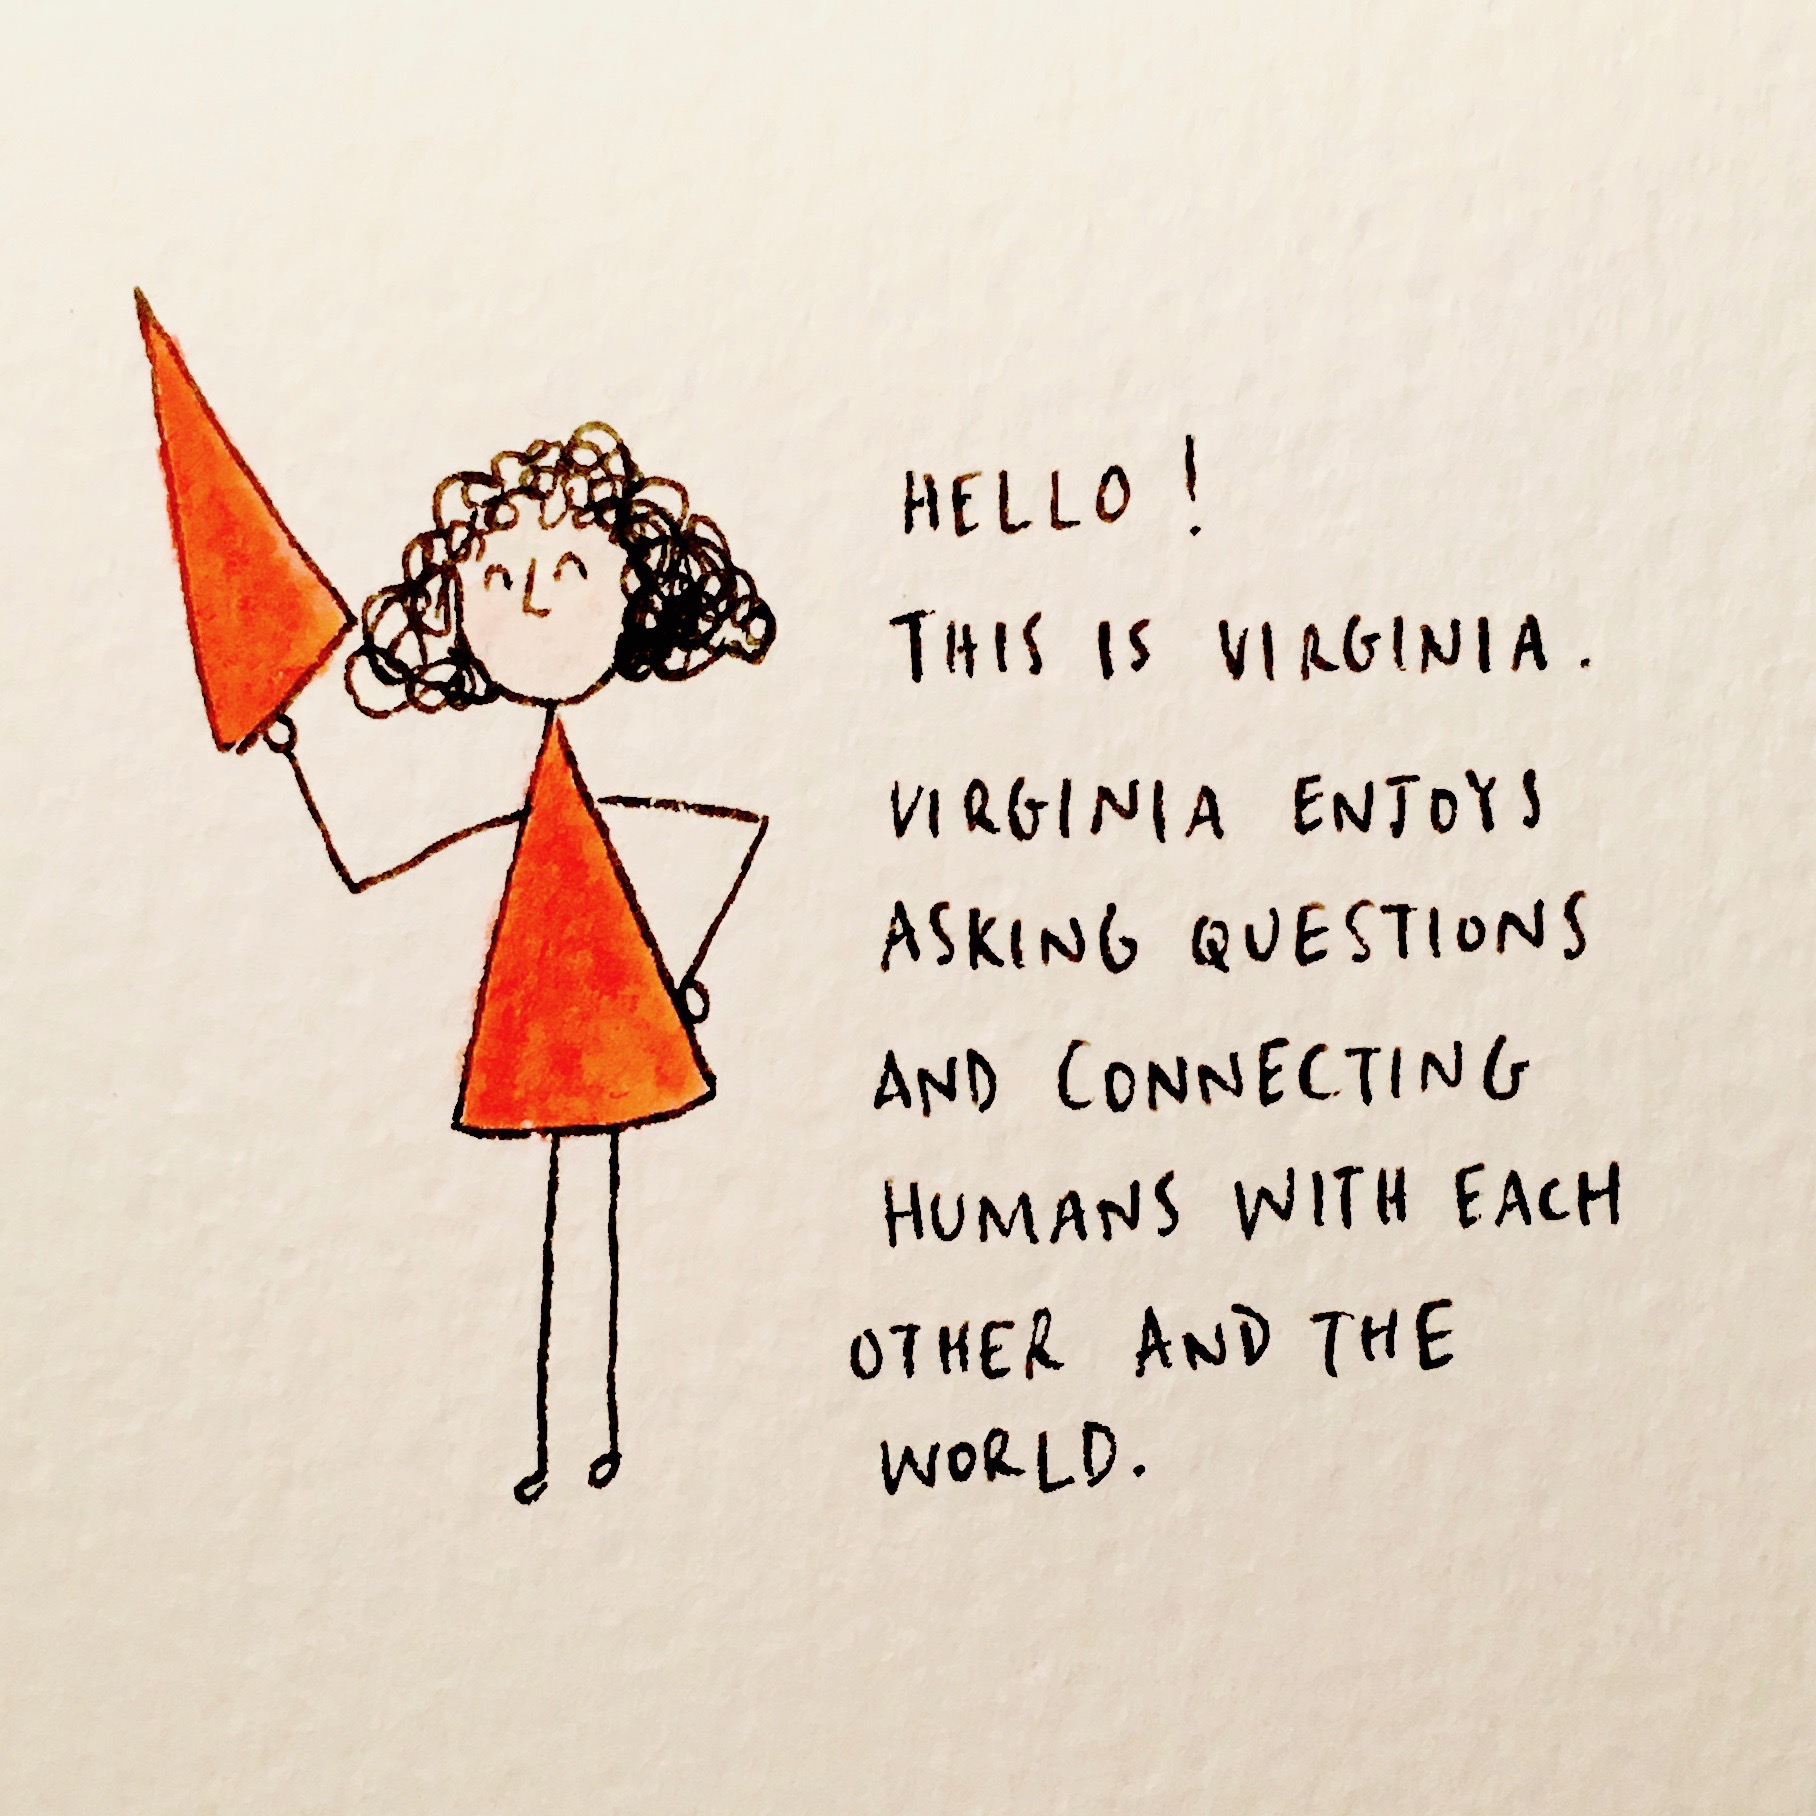 HELLO !
THIS IS VIRGINIA.
VIRGINIA ENJOYS
ASKING QUESTIONS
AND CONNECTING
HUMANS WITH EACH
OTHER AND THE
WORLD.